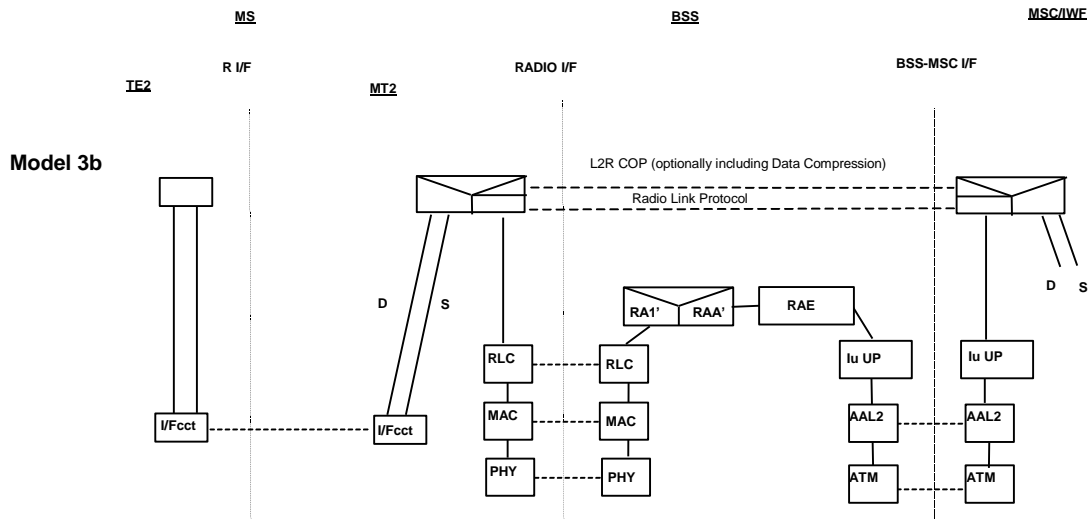 MS
BSS
MSC/IWF
R I/F
RADIO I/F
BSS-MSC I/F
TE2
MT2
Model 3b
L2R COP (optionally including Data Compression)
Radio Link Protocol
D
S
D
S
RA1’
RAA’
RAE
RLC
RLC
Iu UP
Iu UP
I/Fcct
I/Fcct
MAC
MAC
AAL2
AAL2
PHY
PHY
ATM
ATM